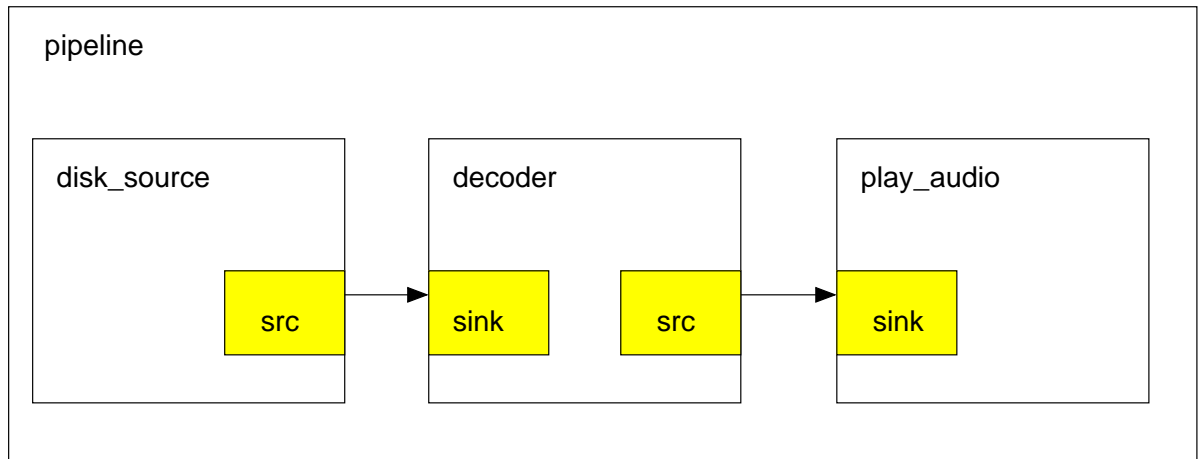 pipeline
disk_source
decoder
play_audio
src
sink
src
sink